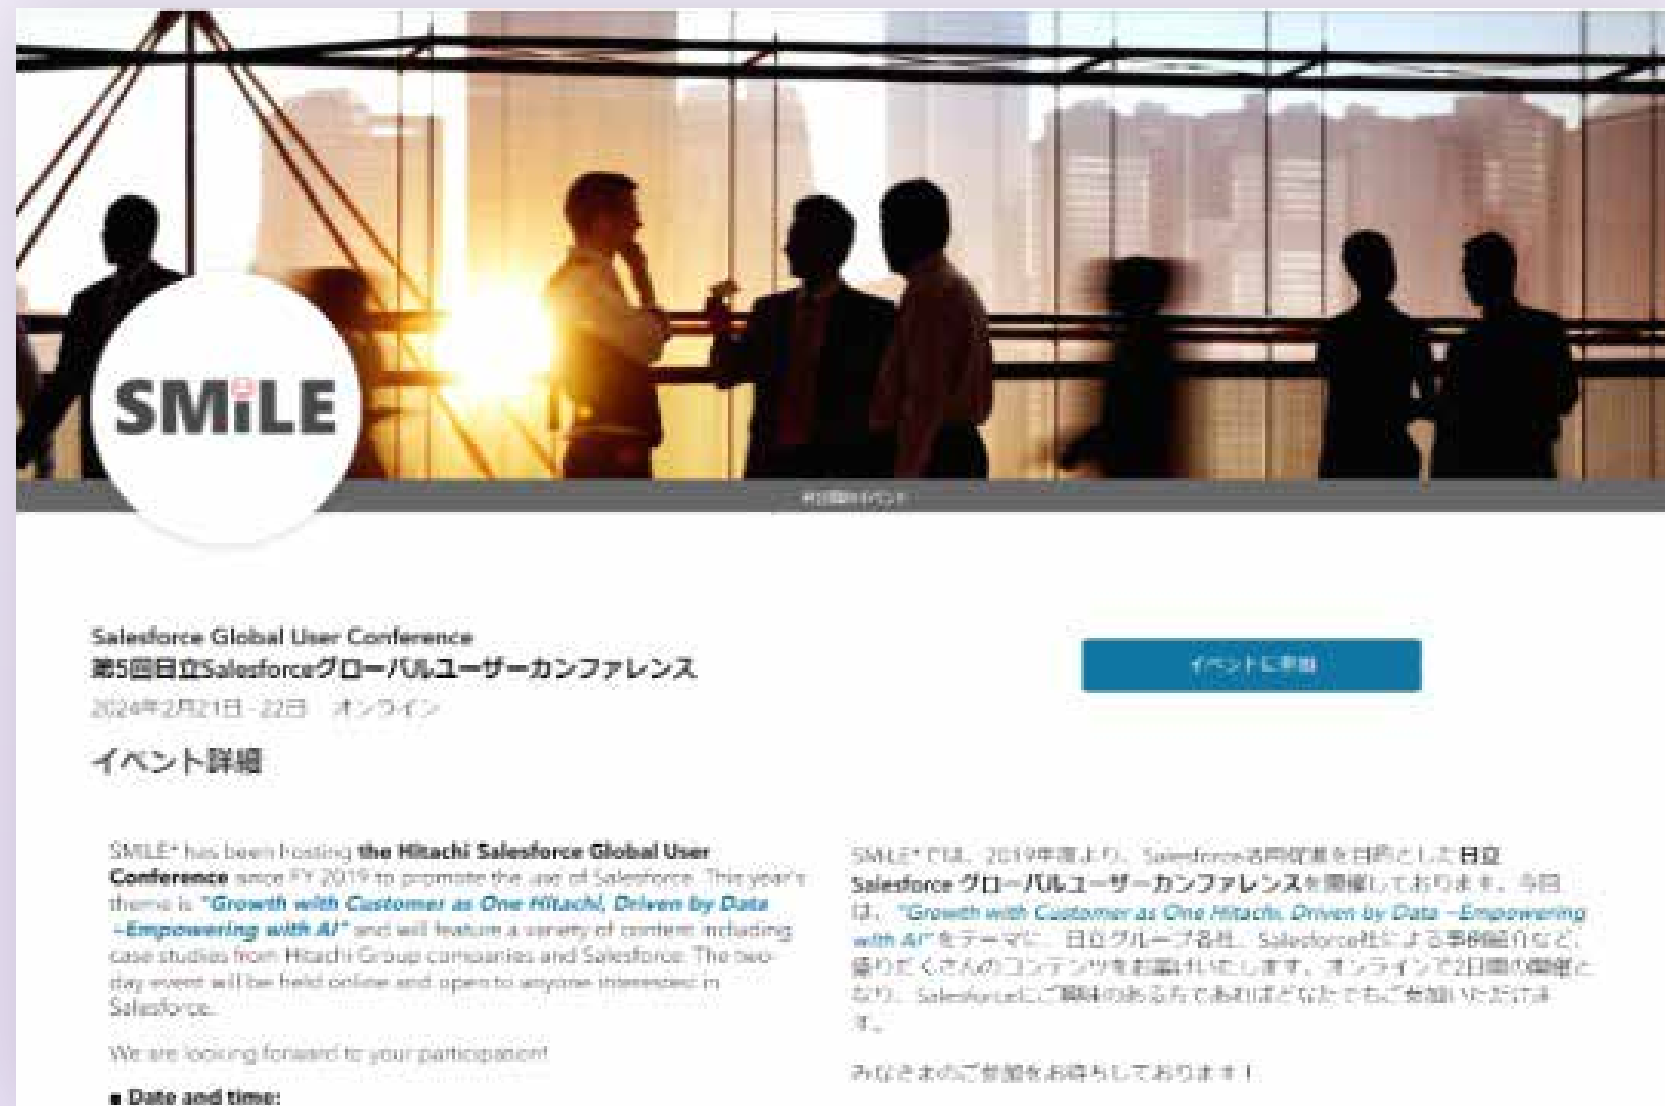 SMiLE
非公開のイベント
Salesforce Global User Conference
第5回日立Salesforceグローバルユーザーカンファレンス
2024年2月21日 - 22日 オンライン
イベントに参加
イベント詳細
SMILE* has been hosting the Hitachi Salesforce Global User
Conference since FY 2019 to promote the use of Salesforce. This year's
theme is "Growth with Customer as One Hitachi, Driven by Data
~Empowering with AI" and will feature a variety of content including
case studies from Hitachi Group companies and Salesforce. The two-
day event will be held online and open to anyone interested in
Salesforce.
We are looking forward to your participation!
■ Date and time:
SMILE*では、2019年度より、Salesforce活用促進を目的とした日立
Salesforce グローバルユーザーカンファレンスを開催しております。今回
は、"Growth with Customer as One Hitachi, Driven by Data ~Empowering
with AI"をテーマに、日立グループ各社、Salesforce社による事例紹介など、
盛りだくさんのコンテンツをお届けいたします。オンラインで2日間の開催と
なり、Salesforceにご興味のある方であればどなたでもご参加いただけま
す。
みなさまのご参加をお待ちしております！